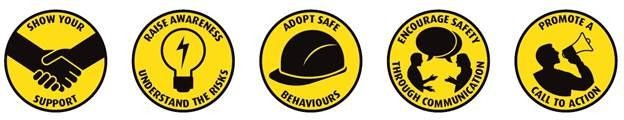 SHOW YOUR
SUPPORT
RAISE AWARENESS
UNDERSTAND THE RISKS
ADOPT SAFE
BEHAVIOURS
ENCOURAGE SAFETY
THROUGH COMMUNICATION
PROMOTE A
CALL TO ACTION